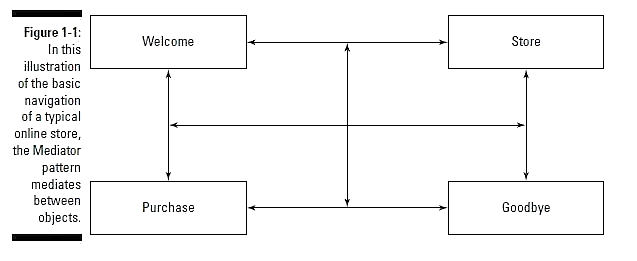 Figure 1-1:
In this
illustration
of the basic
navigation
of a typical
online store,
the Mediator
pattern
mediates
between
objects.
Welcome
Store
Purchase
Goodbye